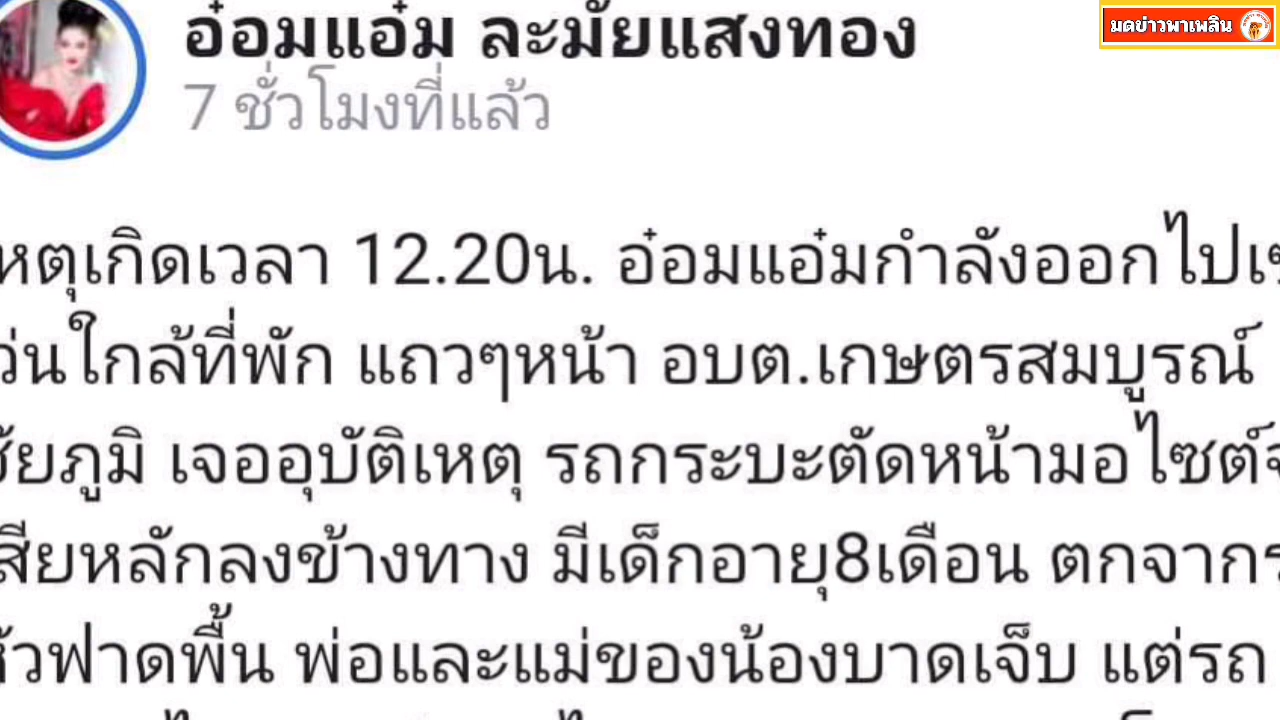 อ๋อมแอ๋ม ละมัยแสงทอง
มดข่าวพาเพลิน
7 ชั่วโมงที่แล้ว
หตุเกิดเวลา 12.20น. อ๋อมแอ๋มกำลังออกไปเ
ว่นใกล้ที่พัก แถวๆหน้า อบต.เกษตรสมบูรณ์
ชัยภูมิ เจออุบัติเหตุ รถกระบะตัดหน้ามอไซต์จ
สียหลักลงข้างทาง มีเด็กอายุ8เดือน ตกจากร
หัวฟาดพื้น พ่อและแม่ของน้องบาดเจ็บ แต่รถ